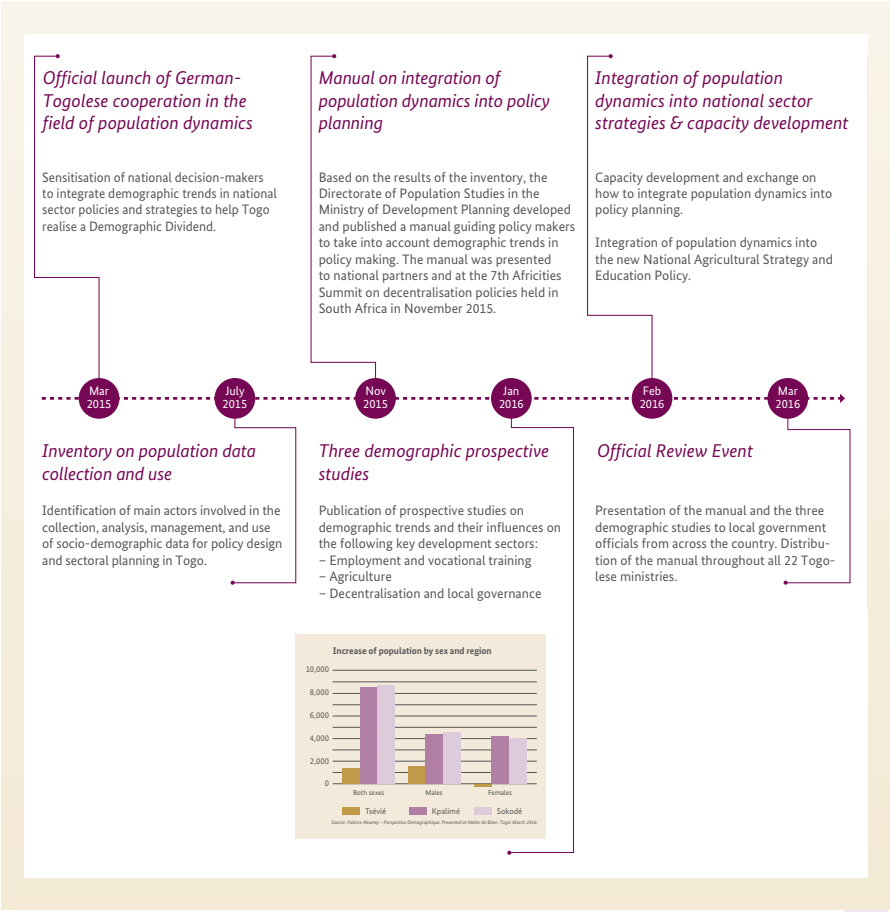 Official launch of German-
Togolese cooperation in the
field of population dynamics
Sensitisation of national decision-makers
to integrate demographic trends in national
sector policies and strategies to help Togo
realise a Demographic Dividend.
Manual on integration of
population dynamics into policy
planning
Based on the results of the inventory, the
Directorate of Population Studies in the
Ministry of Development Planning developed
and published a manual guiding policy makers
to take into account demographic trends in
policy making. The manual was presented
to national partners and at the 7th Africities
Summit on decentralisation policies held in
South Africa in November 2015.
Integration of population
dynamics into national sector
strategies & capacity development
Capacity development and exchange on
how to integrate population dynamics into
policy planning.
Integration of population dynamics into
the new National Agricultural Strategy and
Education Policy.
Mar
2015
July
2015
Nov
2015
Jan
2016
Feb
2016
Mar
2016
Inventory on population data
collection and use
Identification of main actors involved in the
collection, analysis, management, and use
of socio-demographic data for policy design
and sectoral planning in Togo.
Three demographic prospective
studies
Publication of prospective studies on
demographic trends and their influences on
the following key development sectors:
– Employment and vocational training
– Agriculture
– Decentralisation and local governance
Official Review Event
Presentation of the manual and the three
demographic studies to local government
officials from across the country. Distribu-
tion of the manual throughout all 22 Togo-
lese ministries.
Increase of population by sex and region
10,000
8,000
6,000
4,000
2,000
0
Both sexes
Males
Females
Tsévié
Kpalimé
Sokodé
Source: Fabrice – Perspective Demographique. Presented at Atelier de Bilan. Togo: March 2016.